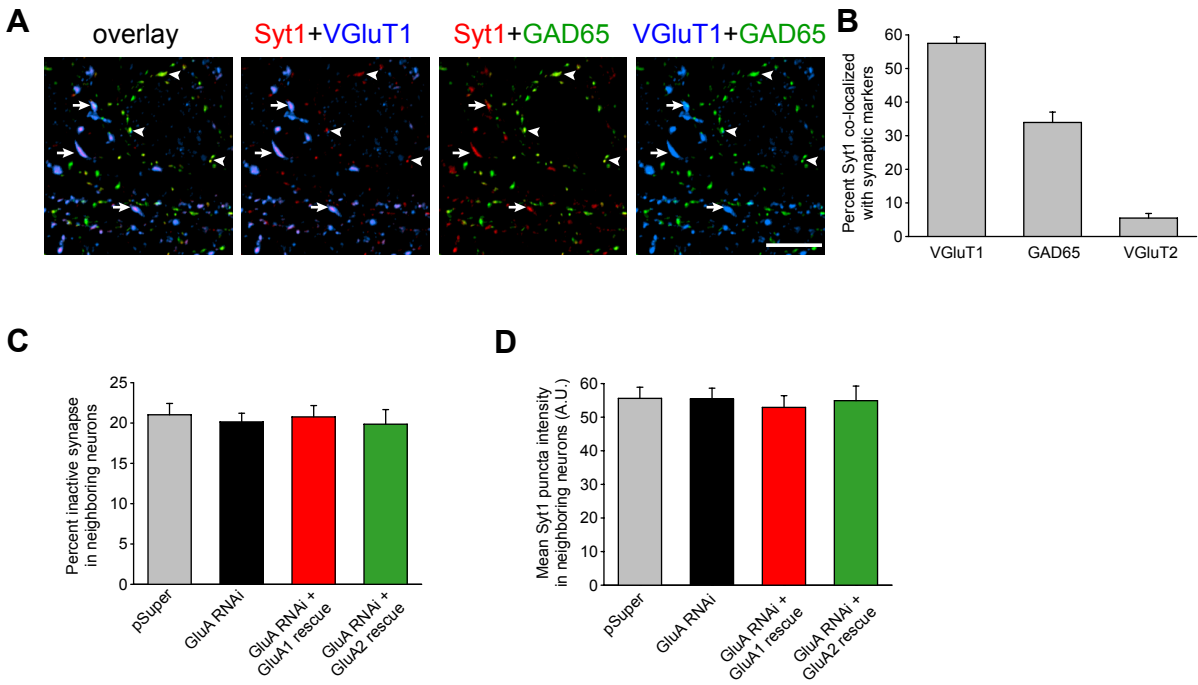 A
overlay
Syt1+VGluT1
Syt1+GAD65
VGluT1+GAD65
B
Percent Syt1 co-localized
with synaptic markers
60
50
40
30
20
10
0
VGluT1
GAD65
VGluT2
C
Percent inactive synapse
in neighboring neurons
25
20
15
10
5
0
pSuper
GluA RNAi
GluA RNAi +
GluA1 rescue
GluA RNAi +
GluA2 rescue
D
Mean Syt1 puncta intensity
in neighboring neurons (A.U.)
60
50
40
30
20
10
0
pSuper
GluA RNAi
GluA RNAi +
GluA1 rescue
GluA RNAi +
GluA2 rescue